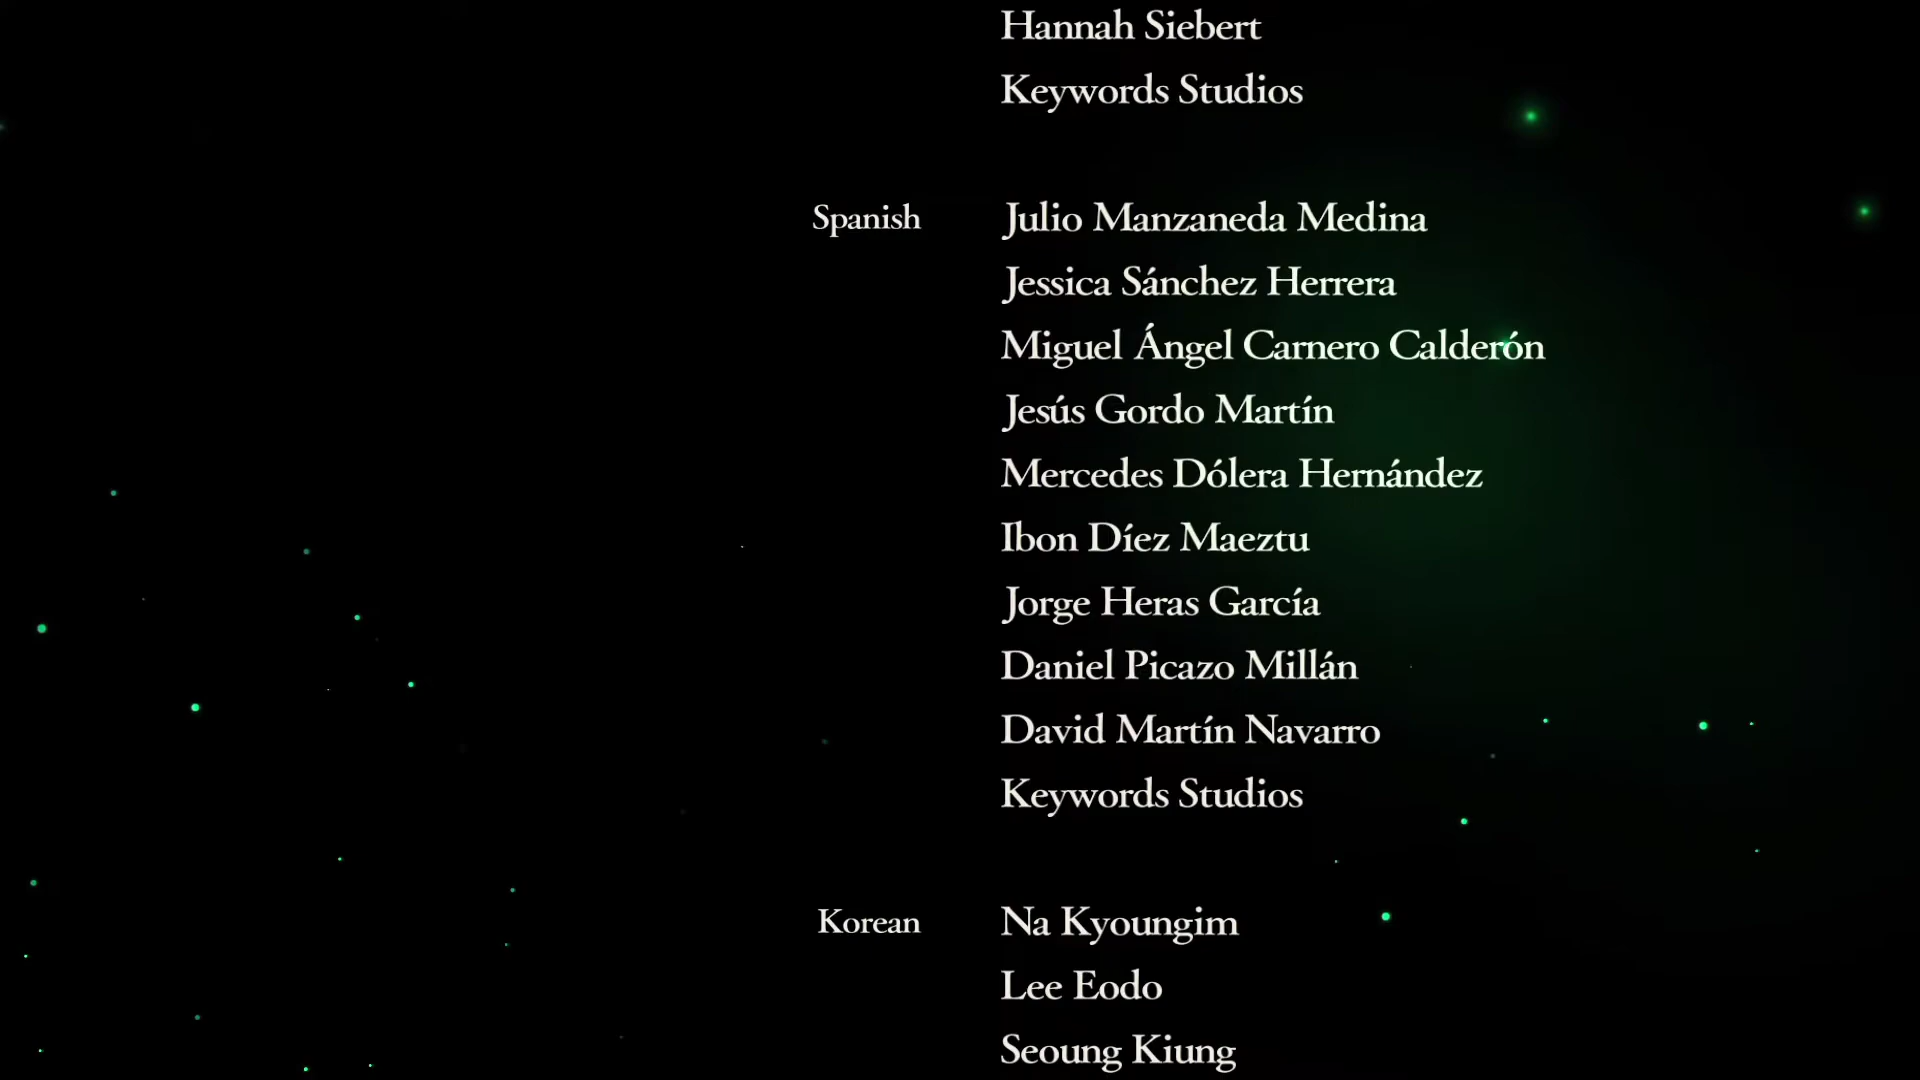 Hannah Siebert
Keywords Studios
Spanish Julio Manzaneda Medina
Jessica Sánchez Herrera
Miguel Ángel Carnero Calderón
Jesús Gordo Martín
Mercedes Dólera Hernández
Ibon Díez Maeztu
Jorge Heras García
Daniel Picazo Millán
David Martín Navarro
Keywords Studios
Korean Na Kyoungim
Lee Eodo
Seoung Kiung